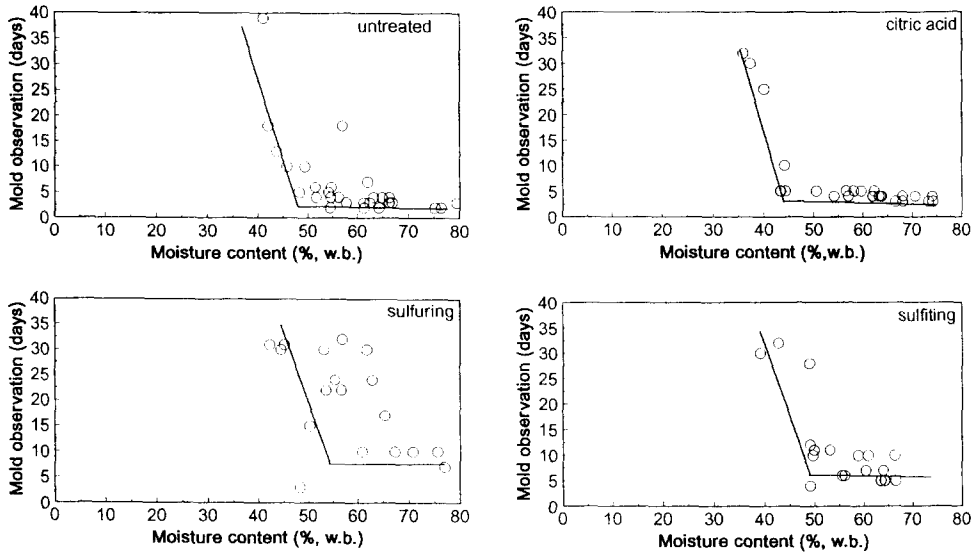 untreated
Mold observation (days)
40
35
30
25
20
15
10
5
0
0 10 20 30 40 50 60 70 80
Moisture content (%, w.b.)
citric acid
Mold observation (days)
40
35
30
25
20
15
10
5
0
0 10 20 30 40 50 60 70 80
Moisture content (%,w.b.)
sulfuring
Mold observation (days)
40
35
30
25
20
15
10
5
0
0 10 20 30 40 50 60 70 80
Moisture content (%, w.b.)
sulfiting
Mold observation (days)
40
35
30
25
20
15
10
5
0
0 10 20 30 40 50 60 70 80
Moisture content (%, w.b.)